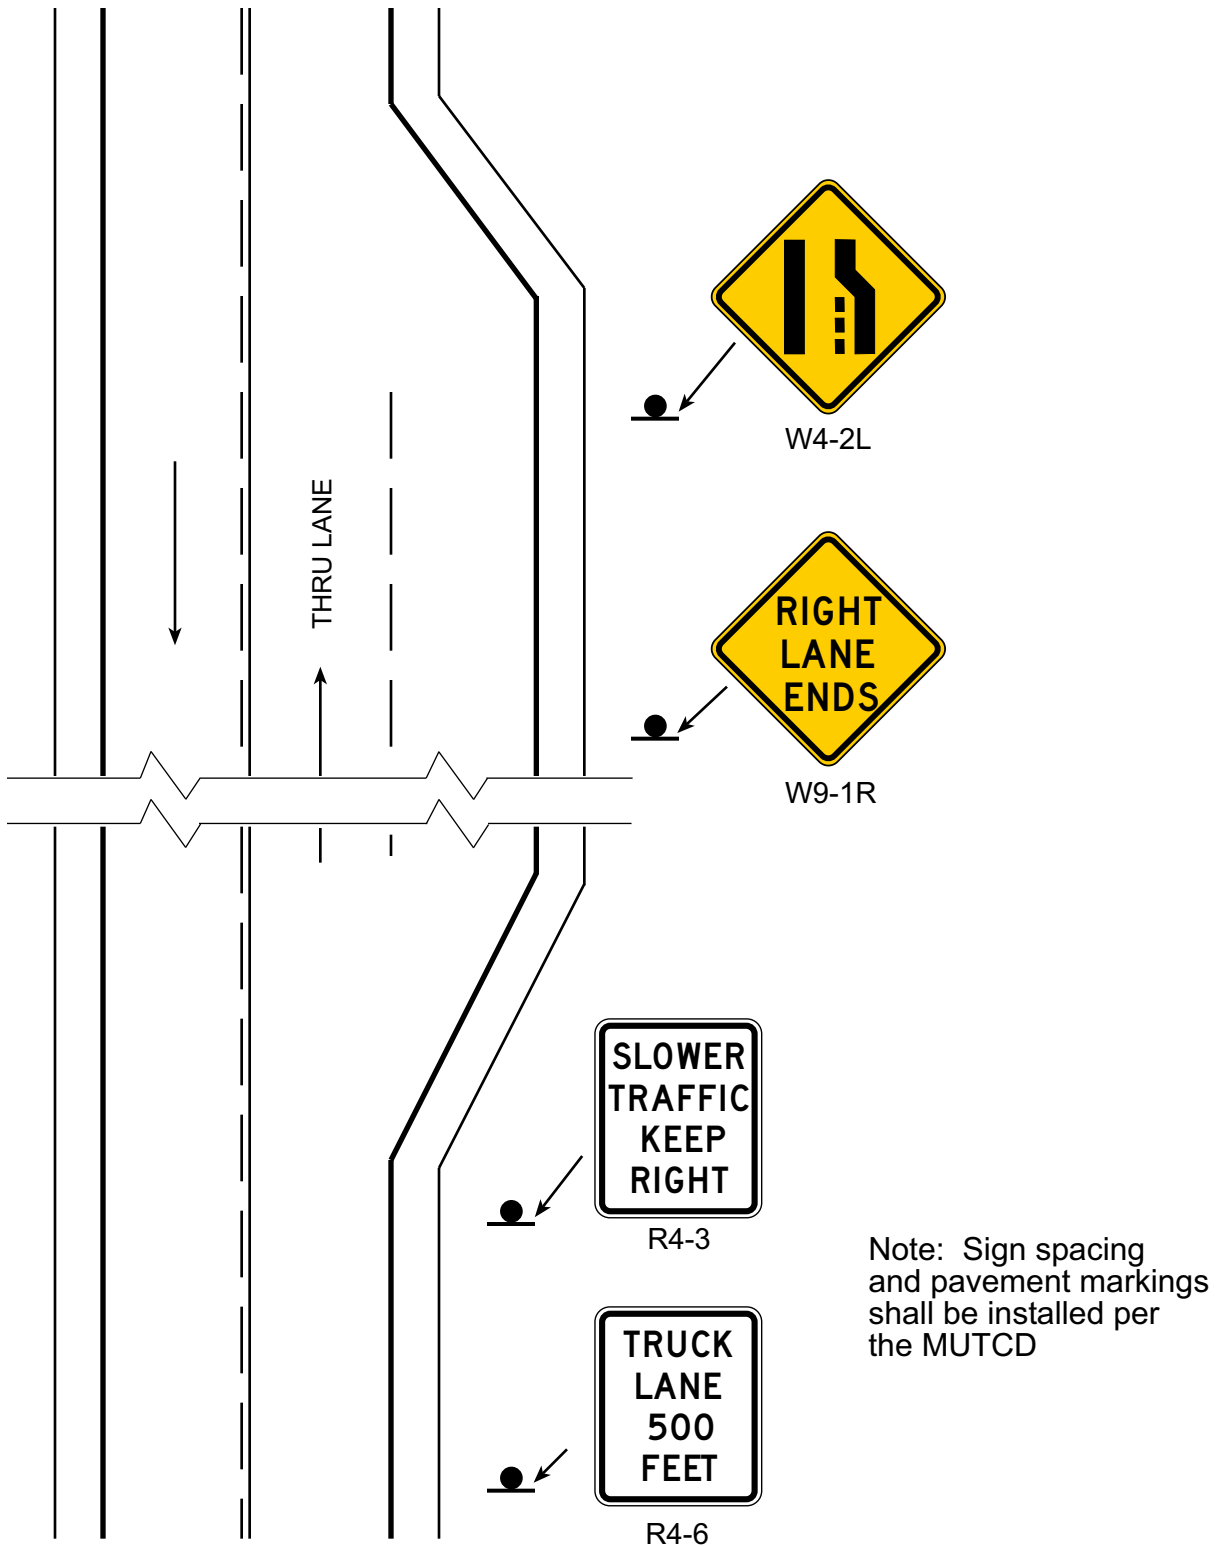 W4-2L
THRU LANE
RIGHT
LANE
ENDS
W9-1R
SLOWER
TRAFFIC
KEEP
RIGHT
R4-3
Note: Sign spacing
and pavement markings
shall be installed per
the MUTCD
TRUCK
LANE
500
FEET
R4-6